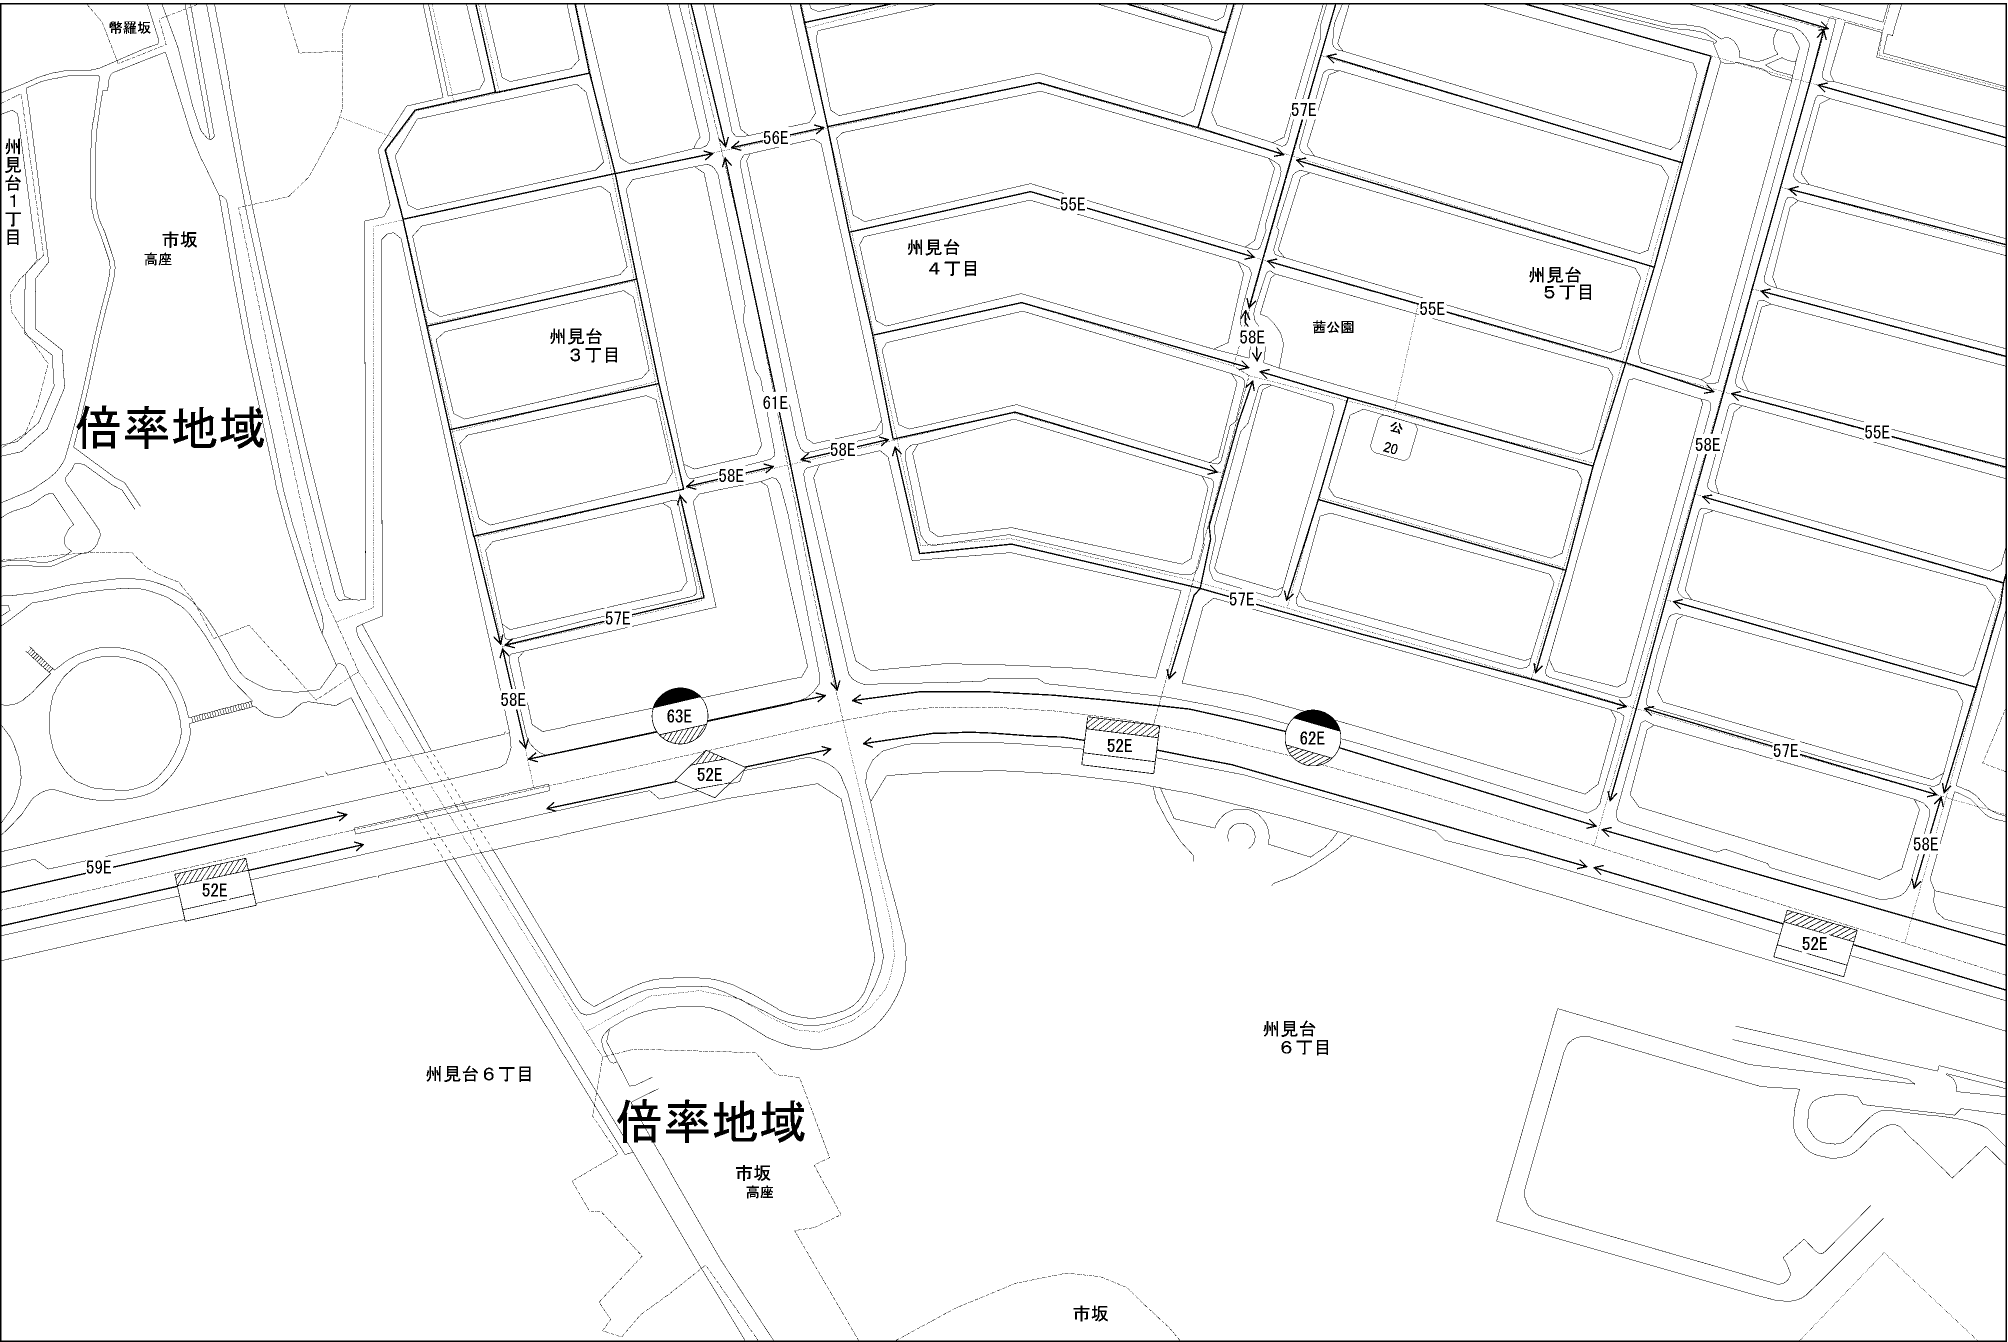 幣羅坂
州見台１丁目
市坂
高座
倍率地域
57E
56E
55E
州見台
４丁目
州見台
５丁目
州見台
３丁目
茜公園
58E
55E
61E
公
20
58E
58E
58E
55E
57E
57E
58E
63E
62E
52E
52E
57E
58E
59E
52E
52E
州見台
６丁目
州見台６丁目
倍率地域
市坂
高座
市坂